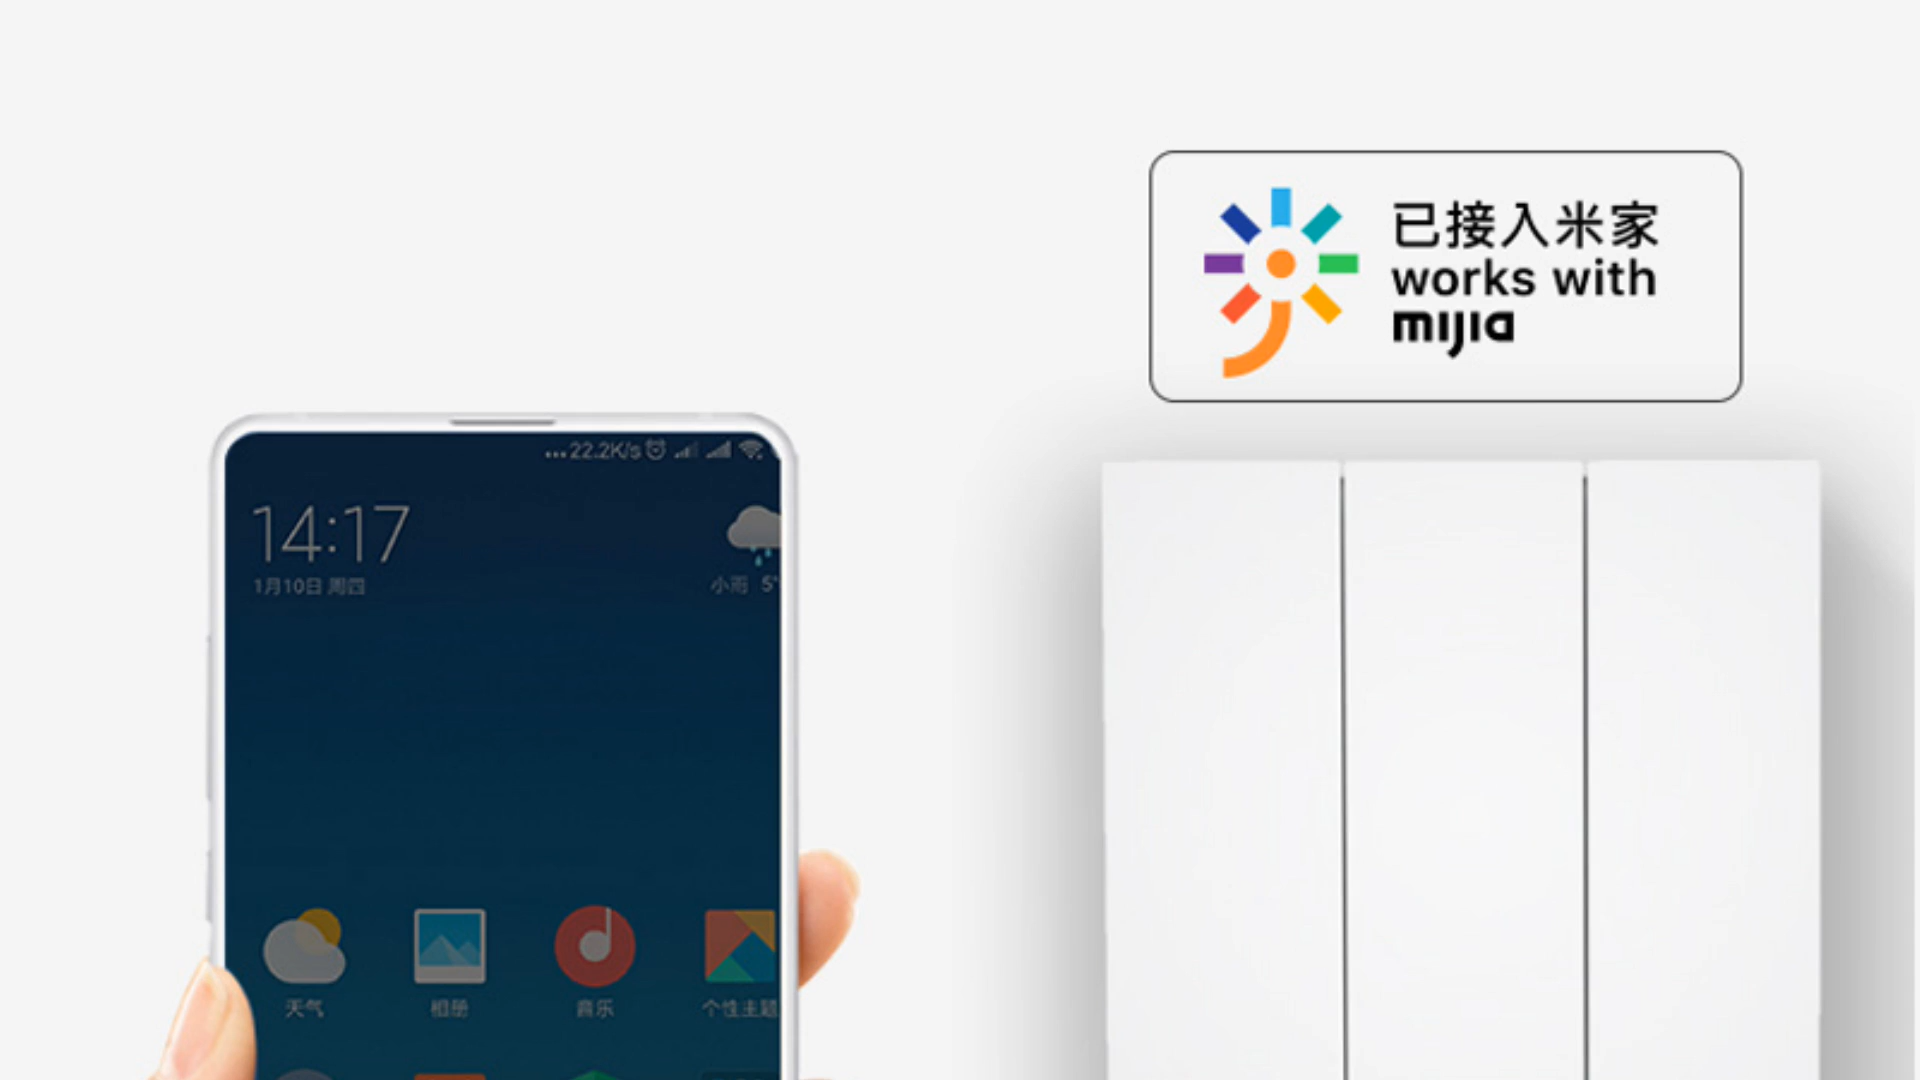 已接入米家
works with
mijia
...22.2K/s
14:17
1月10日 周四
小雨 5°
天气
相册
音乐
个性主题